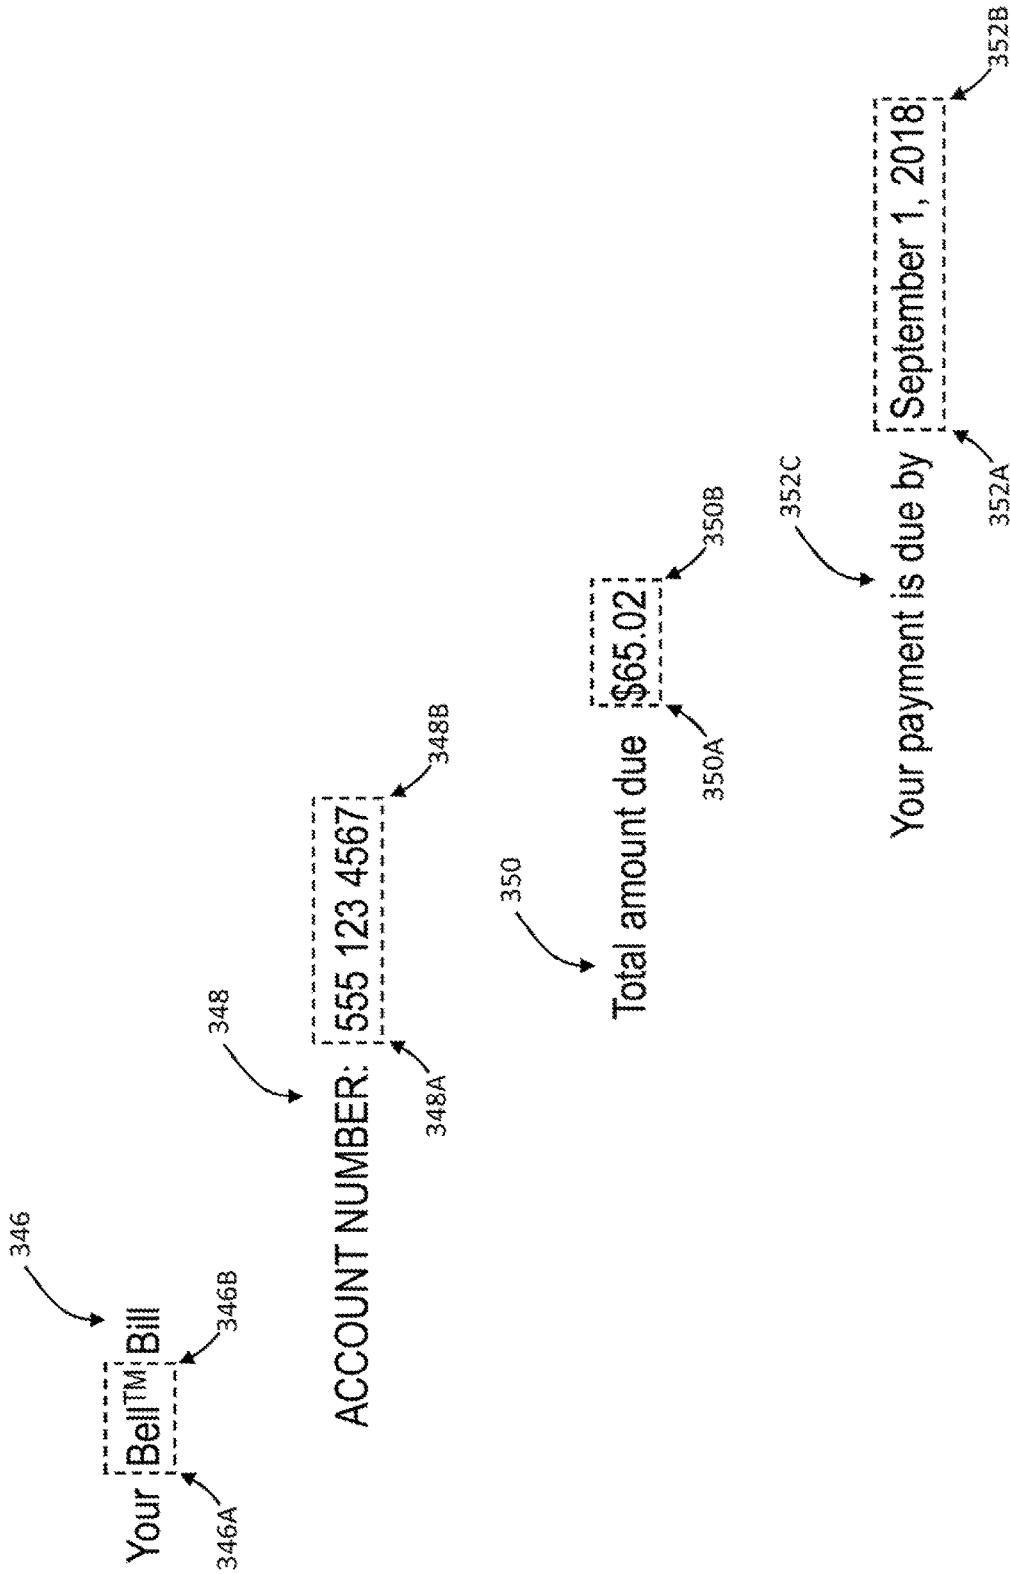 346
Your Bell™ Bill
346A
346B
348
ACCOUNT NUMBER: 555 123 4567
348A
348B
350
Total amount due $65.02
350A
350B
352C
Your payment is due by September 1, 2018
352A
352B